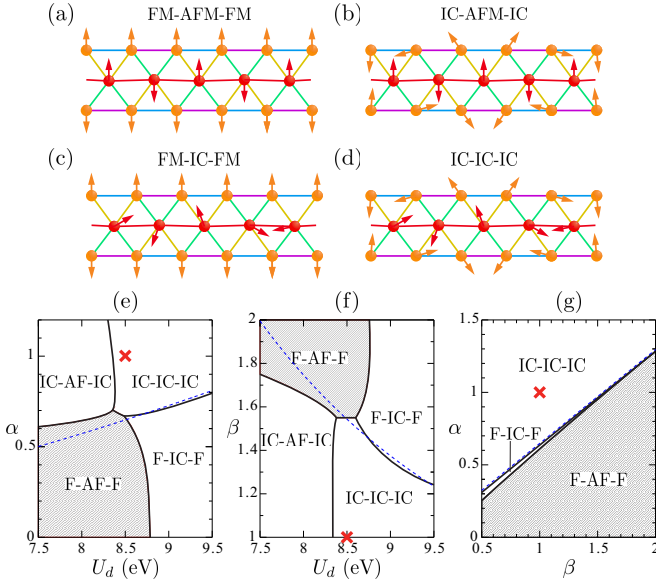 (a) FM-AFM-FM
(b) IC-AFM-IC
(c) FM-IC-FM
(d) IC-IC-IC
(e)
(f)
(g)
α
1
0.5
0
IC-AF-IC
IC-IC-IC
F-IC-F
F-AF-F
7.5 8 8.5 9 9.5
U_d (eV)
β
2
1.8
1.6
1.4
1.2
1
F-AF-F
F-IC-F
IC-AF-IC
IC-IC-IC
7.5 8 8.5 9 9.5
U_d (eV)
α
1.5
1
0.5
0
IC-IC-IC
F-IC-F
F-AF-F
0.5 1 1.5 2
β